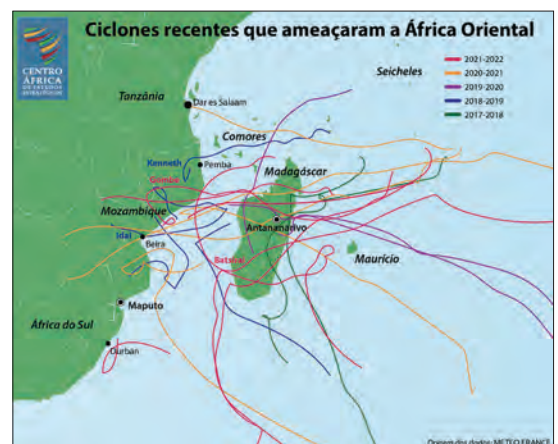 Ciclones recentes que ameaçaram a África Oriental
CENTRO
ÁFRICA
DE ESTUDOS
ESTRATÉGICOS
2021-2022
2020-2021
2019-2020
2018-2019
2017-2018
Seicheles
Tanzânia
Dar es Salaam
Comores
Kenneth
Pemba
Gombe
Madagáscar
Mozambique
Idai
Beira
Antananarivo
Batsirai
Maurício
Maputo
África do Sul
Durban
Origem dos dados: METEO FRANCE